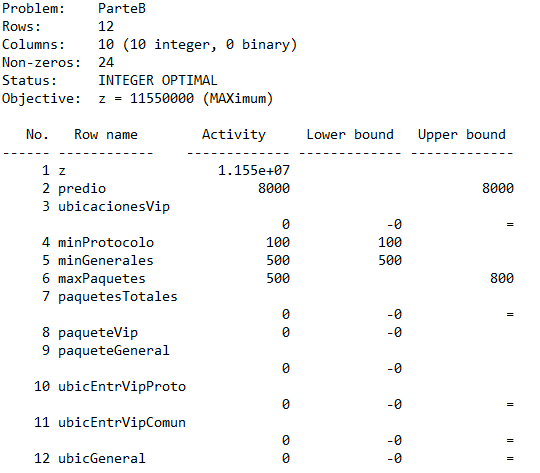 Problem:    ParteB
Rows:       12
Columns:    10 (10 integer, 0 binary)
Non-zeros:  24
Status:     INTEGER OPTIMAL
Objective:  z = 11550000 (MAXimum)

   No.   Row name        Activity     Lower bound   Upper bound
------ ------------    ------------- ------------- -------------
     1 z                   1.155e+07
     2 predio                   8000                        8000
     3 ubicacionesVip
                                   0            -0             =
     4 minProtocolo              100           100
     5 minGenerales              500           500
     6 maxPaquetes               500                         800
     7 paquetesTotales
                                   0            -0             =
     8 paqueteVip                  0            -0
     9 paqueteGeneral
                                   0            -0
    10 ubicEntrVipProto
                                   0            -0             =
    11 ubicEntrVipComun
                                   0            -0             =
    12 ubicGeneral                 0            -0             =